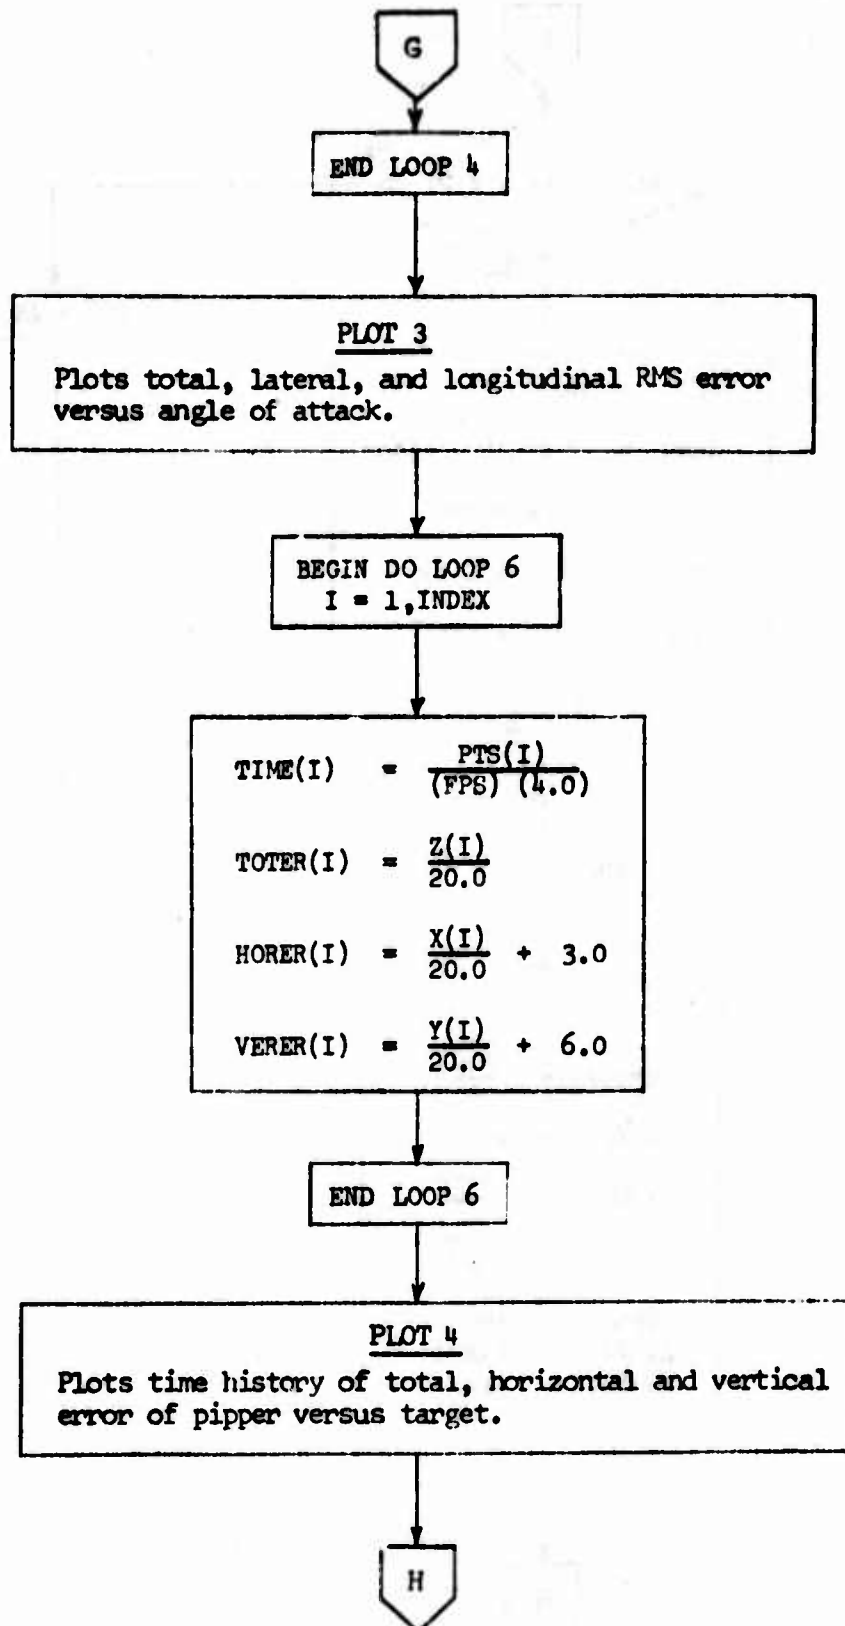 G
END LOOP 4
PLOT 3
Plots total, lateral, and longitudinal RMS error
versus angle of attack.
BEGIN DO LOOP 6
I = 1,INDEX
TIME(I) = PTS(I)
(FPS) (4.0)
TOTER(I) = Z(I)
20.0
HORER(I) = X(I)
20.0 + 3.0
VERER(I) = Y(I)
20.0 + 6.0
END LOOP 6
PLOT 4
Plots time history of total, horizontal and vertical
error of pipper versus target.
H